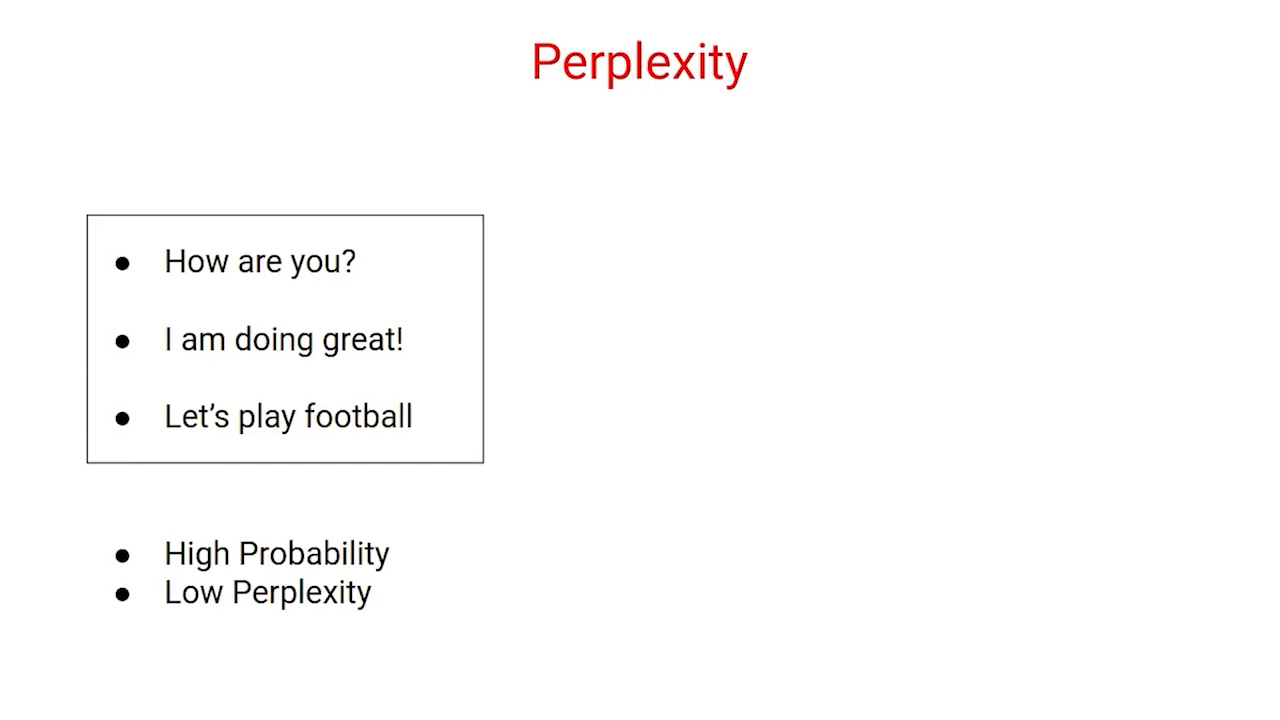 Perplexity
● How are you?
● I am doing great!
● Let’s play football
● High Probability
● Low Perplexity